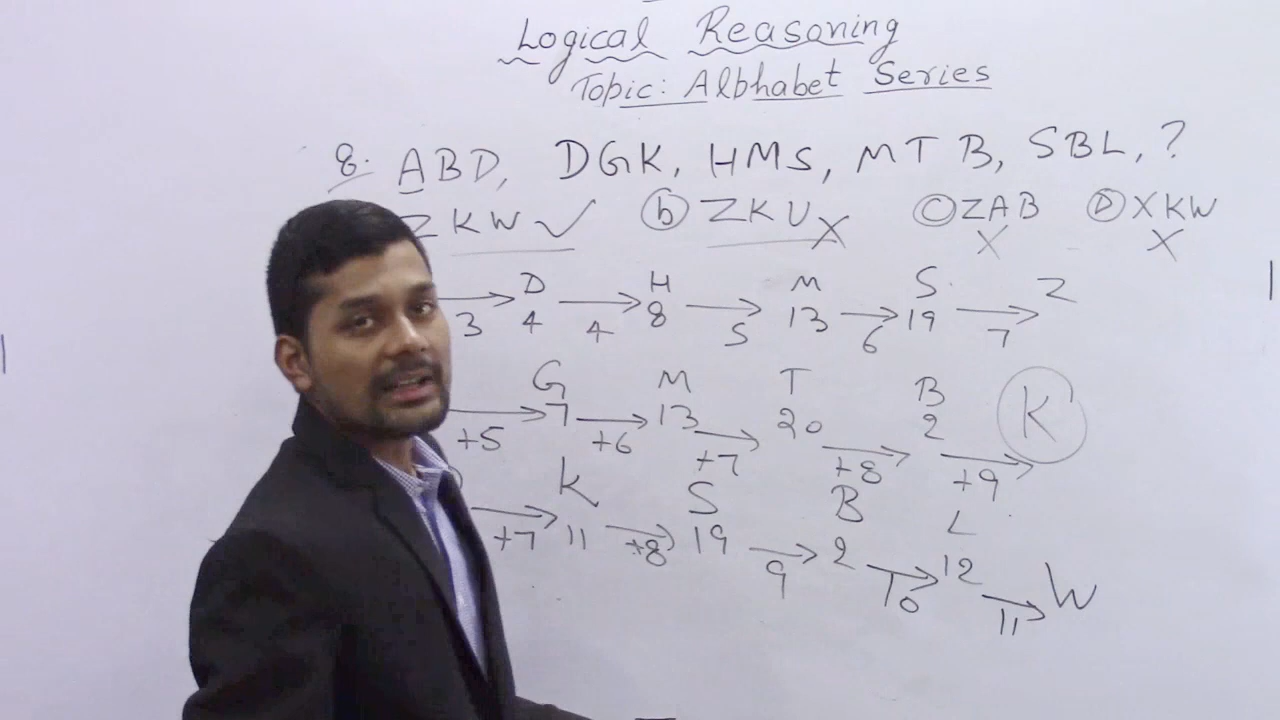 Logical Reasoning
Topic: Alphabet Series
8. ABD, DGK, HMS, MTB, SBL, ?
ZKW ✓ (b) ZKU X (C) ZAB X (D) XKW X
D H M S Z
3 4 4 8 5 13 6 19 7
G M T B K
+5 7 +6 13 +7 20 +8 2 +9
K S B L W
+7 11 +8 19 9 2 10 12 11